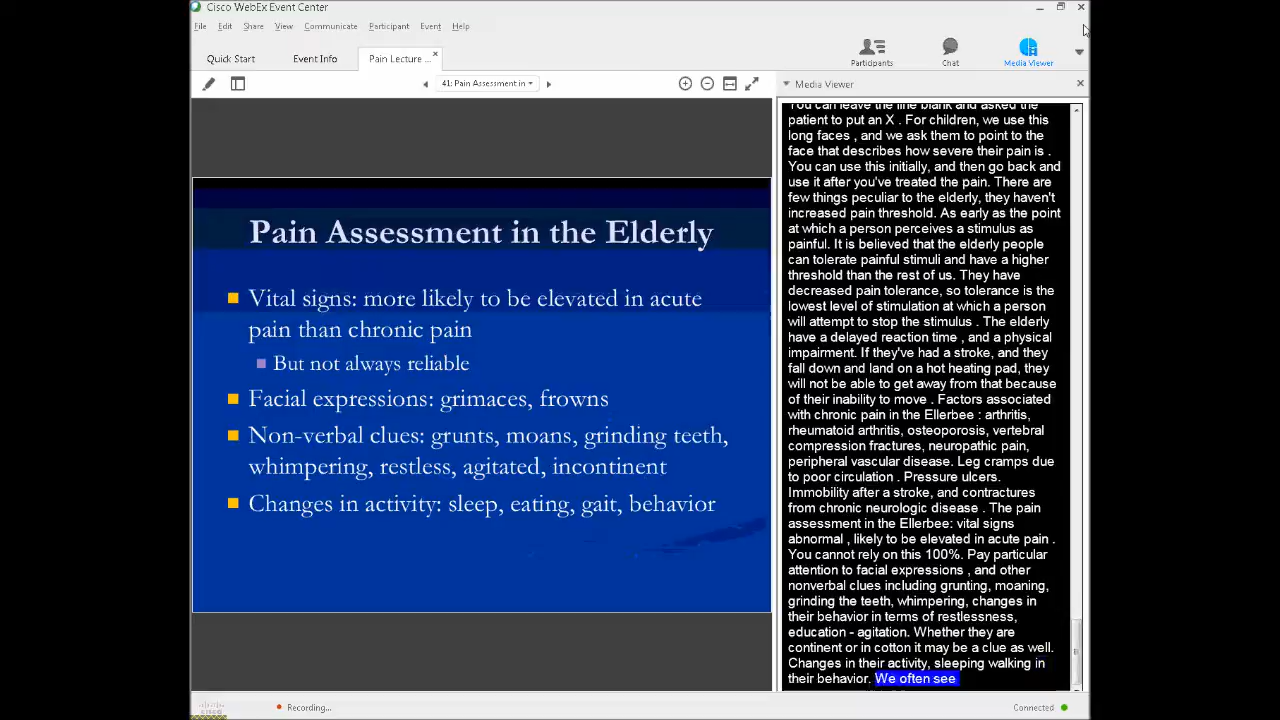 Cisco WebEx Event Center
File Edit Share View Communicate Participant Event Help
Quick Start Event Info Pain Lecture ...
Participants Chat Media Viewer
41: Pain Assessment in
Media Viewer
Pain Assessment in the Elderly
Vital signs: more likely to be elevated in acute
pain than chronic pain
But not always reliable
Facial expressions: grimaces, frowns
Non-verbal clues: grunts, moans, grinding teeth,
whimpering, restless, agitated, incontinent
Changes in activity: sleep, eating, gait, behavior
You can leave the line blank and asked the
patient to put an X . For children, we use this
long faces , and we ask them to point to the
face that describes how severe their pain is .
You can use this initially, and then go back and
use it after you've treated the pain. There are
few things peculiar to the elderly, they haven't
increased pain threshold. As early as the point
at which a person perceives a stimulus as
painful. It is believed that the elderly people
can tolerate painful stimuli and have a higher
threshold than the rest of us. They have
decreased pain tolerance, so tolerance is the
lowest level of stimulation at which a person
will attempt to stop the stimulus . The elderly
have a delayed reaction time , and a physical
impairment. If they've had a stroke, and they
fall down and land on a hot heating pad, they
will not be able to get away from that because
of their inability to move . Factors associated
with chronic pain in the Ellerbee : arthritis,
rheumatoid arthritis, osteoporosis, vertebral
compression fractures, neuropathic pain,
peripheral vascular disease. Leg cramps due
to poor circulation . Pressure ulcers.
Immobility after a stroke, and contractures
from chronic neurologic disease . The pain
assessment in the Ellerbee: vital signs
abnormal , likely to be elevated in acute pain .
You cannot rely on this 100%. Pay particular
attention to facial expressions , and other
nonverbal clues including grunting, moaning,
grinding the teeth, whimpering, changes in
their behavior in terms of restlessness,
education - agitation. Whether they are
continent or in cotton it may be a clue as well.
Changes in their activity, sleeping walking in
their behavior. We often see
cisco
Recording...
Connected